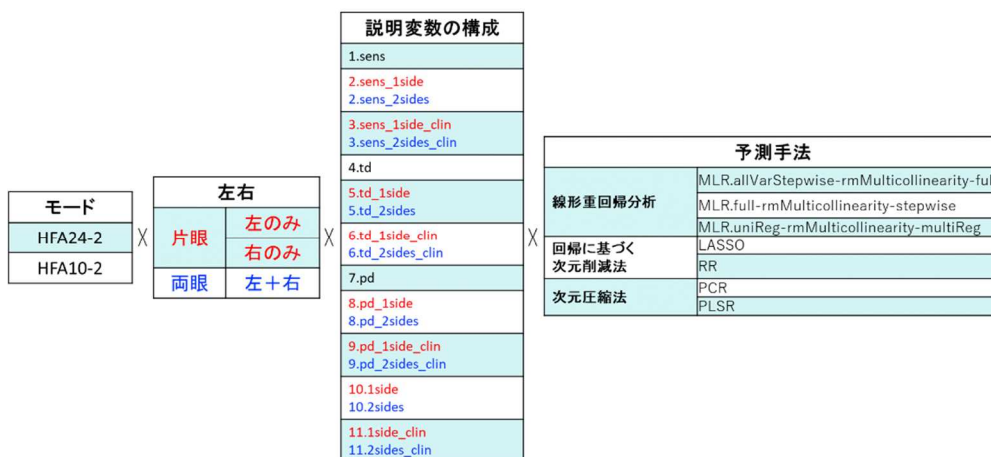 モード
HFA24-2
HFA10-2
X
左右
片眼
左のみ
右のみ
両眼
左＋右
X
説明変数の構成
1.sens
2.sens_1side
2.sens_2sides
3.sens_1side_clin
3.sens_2sides_clin
4.td
5.td_1side
5.td_2sides
6.td_1side_clin
6.td_2sides_clin
7.pd
8.pd_1side
8.pd_2sides
9.pd_1side_clin
9.pd_2sides_clin
10.1side
10.2sides
11.1side_clin
11.2sides_clin
X
予測手法
線形重回帰分析
MLR.allVarStepwise-rmMulticollinearity-ful
MLR.full-rmMulticollinearity-stepwise
MLR.uniReg-rmMulticollinearity-multiReg
回帰に基づく
次元削減法
LASSO
RR
次元圧縮法
PCR
PLSR